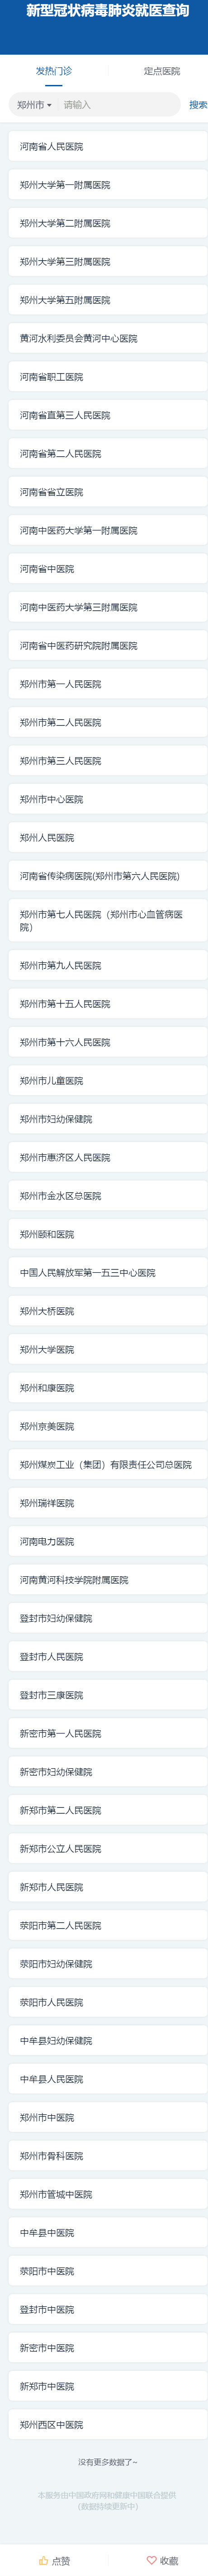 新型冠状病毒肺炎就医查询
发热门诊
定点医院
郑州市 请输入 搜索
河南省人民医院
郑州大学第一附属医院
郑州大学第二附属医院
郑州大学第三附属医院
郑州大学第五附属医院
黄河水利委员会黄河中心医院
河南省职工医院
河南省直第三人民医院
河南省第二人民医院
河南省省立医院
河南中医药大学第一附属医院
河南省中医院
河南中医药大学第三附属医院
河南省中医药研究院附属医院
郑州市第一人民医院
郑州市第二人民医院
郑州市第三人民医院
郑州市中心医院
郑州人民医院
河南省传染病医院(郑州市第六人民医院)
郑州市第七人民医院（郑州市心血管病医
院）
郑州市第九人民医院
郑州市第十五人民医院
郑州市第十六人民医院
郑州市儿童医院
郑州市妇幼保健院
郑州市惠济区人民医院
郑州市金水区总医院
郑州颐和医院
中国人民解放军第一五三中心医院
郑州大桥医院
郑州大学医院
郑州和康医院
郑州京美医院
郑州煤炭工业（集团）有限责任公司总医院
郑州瑞祥医院
河南电力医院
河南黄河科技学院附属医院
登封市妇幼保健院
登封市人民医院
登封市三康医院
新密市第一人民医院
新密市妇幼保健院
新郑市第二人民医院
新郑市公立人民医院
新郑市人民医院
荥阳市第二人民医院
荥阳市妇幼保健院
荥阳市人民医院
中牟县妇幼保健院
中牟县人民医院
郑州市中医院
郑州市骨科医院
郑州市管城中医院
中牟县中医院
荥阳市中医院
登封市中医院
新密市中医院
新郑市中医院
郑州西区中医院
没有更多数据了~
本服务由中国政府网和健康中国联合提供
(数据持续更新中)
点赞
收藏